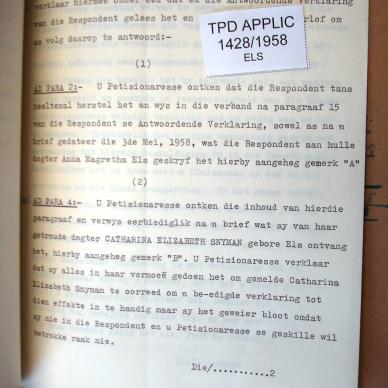 verklaar hiermee onder eed dat sy die Antwoordende Verklaring
van die Respondent gelees het en
as volg daarop te antwoord:-
TPD APPLIC
1428/1958
ELS
(1)
AD PARA 2:- U Petisionaresse ontken dat die Respondent tans
heeltemal herstel het en wys in die verband na paragraaf 15
van die Respondent se Antwoordende Verklaring, sowel as na n
brief gedateer die 3de Mei, 1958, wat die Respondent aan hulle
dogter Anna Magretha Els geskryf het hierby aangeheg gemerk "A"
(2)
AD PARA 4:- U Petisionaresse ontken die inhoud van hierdie
paragraaf en verwys eerbiediglik na n brief wat sy van haar
getroude dogter CATHARINA ELIZABETH SNYMAN gebore Els ontvang
het, hierby aangeheg gemerk "B". U Petisionaresse verklaar
dat sy alles in haar vermoeë gedoen het om gemelde Catharina
Elizabeth Snyman te oorreed om n be-edigde verklaring tot
dien effekte in te handig maar sy het geweier bloot omdat
sy nie in die Respondent en u Petisionaresse se geskille wil
betrokke raak nie.
Die/...........2